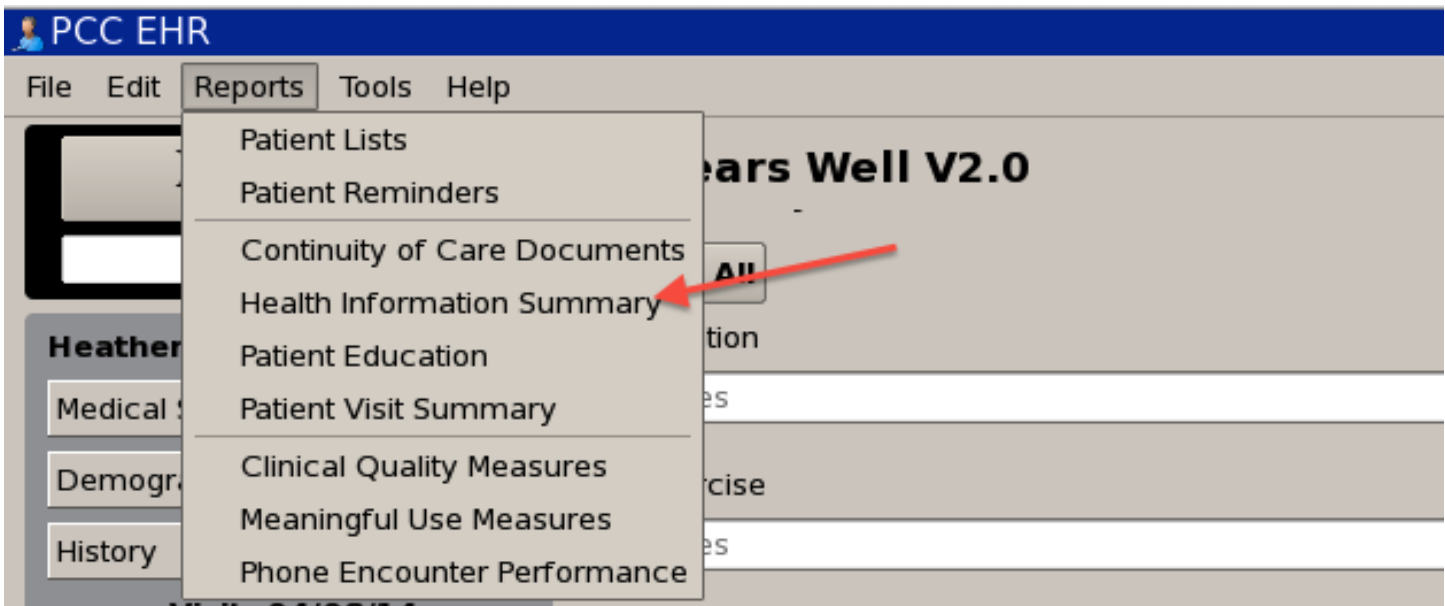 PCC EHR
File Edit Reports Tools Help
Patient Lists
Patient Reminders
Continuity of Care Documents
Health Information Summary
Patient Education
Patient Visit Summary
Clinical Quality Measures
Meaningful Use Measures
Phone Encounter Performance
Well V2.0
-
All
Heather
Medical
History